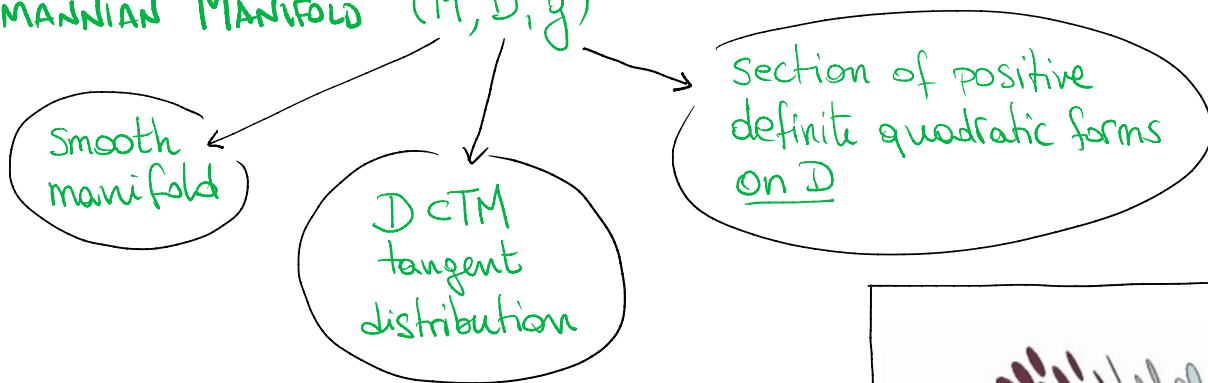 MANNIAN MANIFOLD (M, D, g)
smooth
manifold
D ⊂ TM
tangent
distribution
section of positive
definite quadratic forms
on D